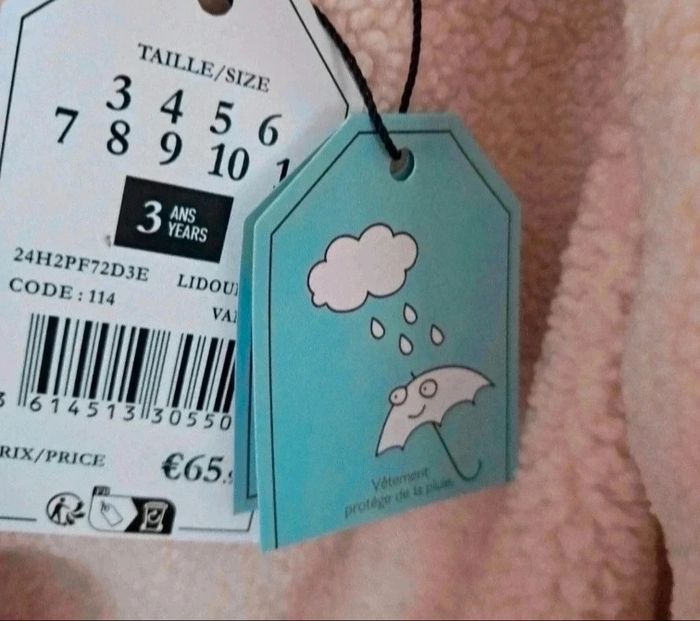 TAILLE/SIZE
3 4 5 6
7 8 9 10
3 ANS
YEARS
24H2PF72D3E
CODE : 114
614513 30550
/PRICE
€65.
Vêtement
protège de la pluie.